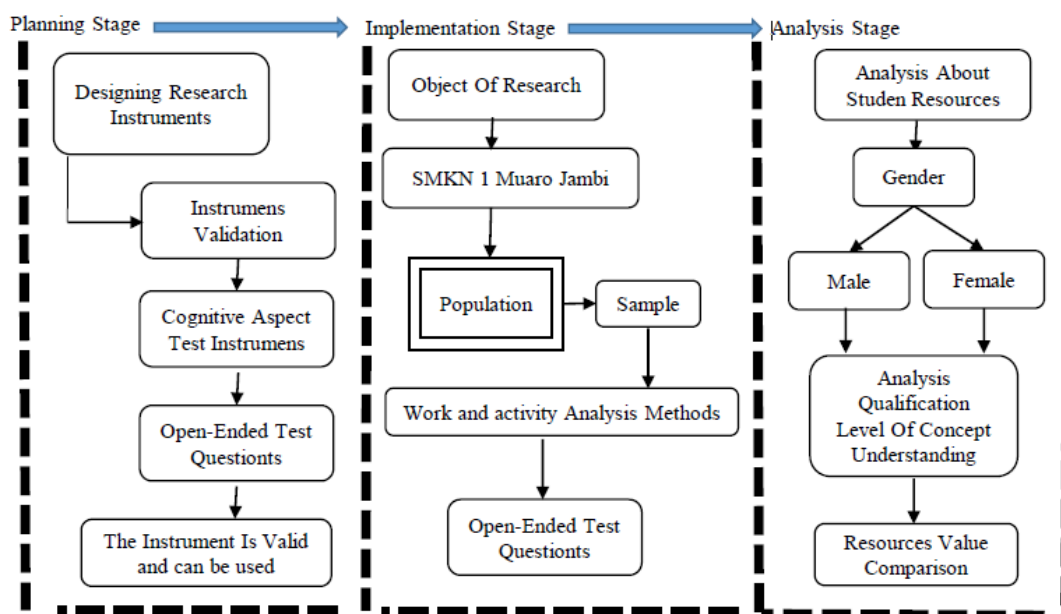 Planning Stage
Implementation Stage
Analysis Stage
Designing Research
Instruments
Instrumens
Validation
Cognitive Aspect
Test Instrumens
Open-Ended Test
Questionts
The Instrument Is Valid
and can be used
Object Of Research
SMKN 1 Muaro Jambi
Population
Sample
Work and activity Analysis Methods
Open-Ended Test
Questionts
Analysis About
Studen Resources
Gender
Male
Female
Analysis
Qualification
Level Of Concept
Understanding
Resources Value
Comparison